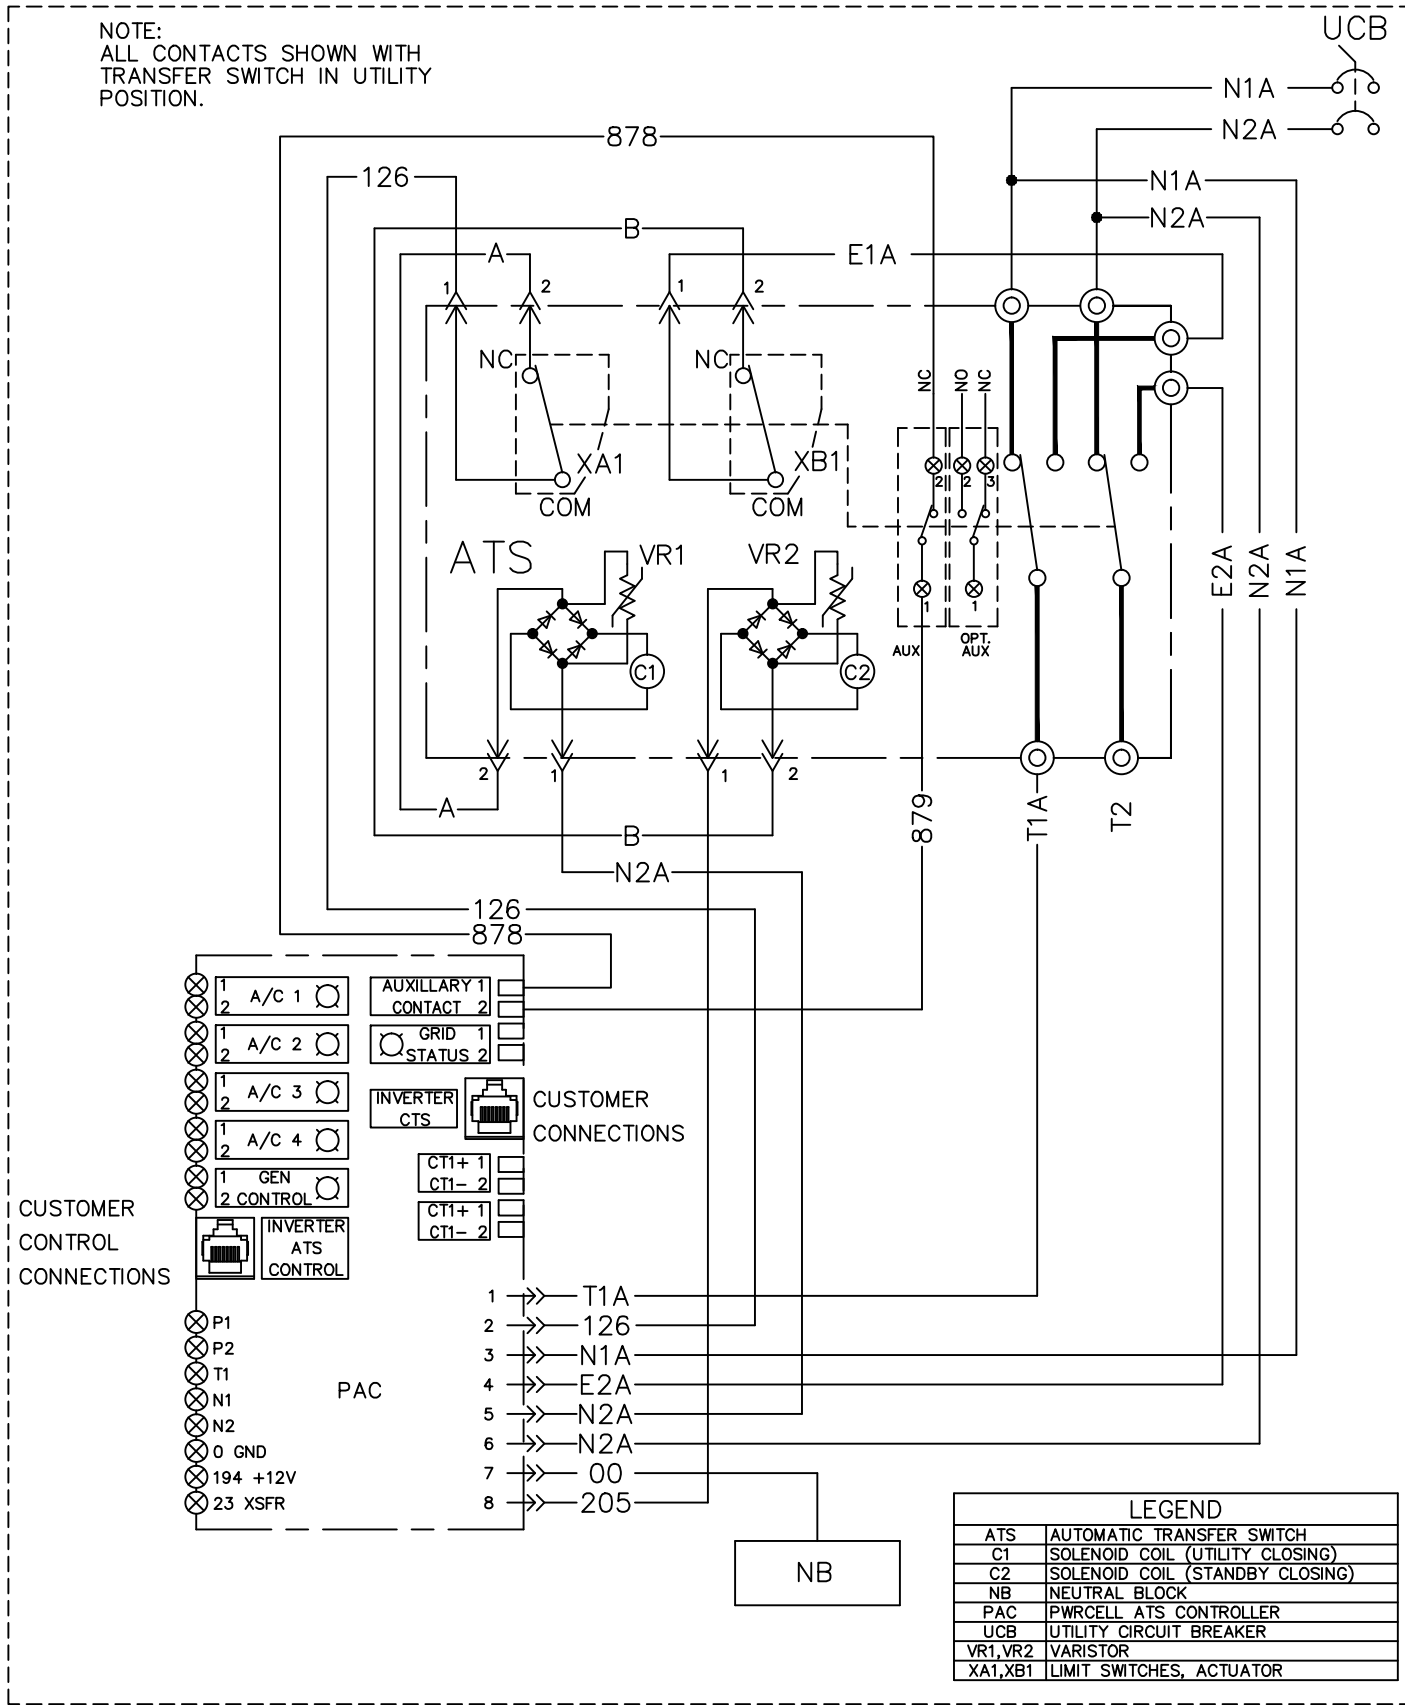 NOTE:
ALL CONTACTS SHOWN WITH
TRANSFER SWITCH IN UTILITY
POSITION.
UCB
N1A
N2A
878
126
N1A
N2A
B
A
E1A
1
2
1
2
NC
NC
NC
NO
NC
XA1
XB1
COM
COM
2
2
3
ATS
VR1
VR2
1
1
AUX
OPT.
AUX
C1
C2
E2A
N2A
N1A
2
1
1
2
A
B
879
T1A
T2
N2A
126
878
1
2
A/C 1
AUXILLARY 1
CONTACT 2
1
2
A/C 2
GRID 1
STATUS 2
1
2
A/C 3
INVERTER
CTS
CUSTOMER
CONNECTIONS
1
2
A/C 4
CT1+ 1
CT1- 2
1
2
GEN
CONTROL
CT1+ 1
CT1- 2
CUSTOMER
CONTROL
CONNECTIONS
INVERTER
ATS
CONTROL
P1
P2
T1
N1
N2
0 GND
194 +12V
23 XSFR
PAC
1 T1A
2 126
3 N1A
4 E2A
5 N2A
6 N2A
7 00
8 205
NB
LEGEND
ATS AUTOMATIC TRANSFER SWITCH
C1 SOLENOID COIL (UTILITY CLOSING)
C2 SOLENOID COIL (STANDBY CLOSING)
NB NEUTRAL BLOCK
PAC PWRCELL ATS CONTROLLER
UCB UTILITY CIRCUIT BREAKER
VR1,VR2 VARISTOR
XA1,XB1 LIMIT SWITCHES, ACTUATOR